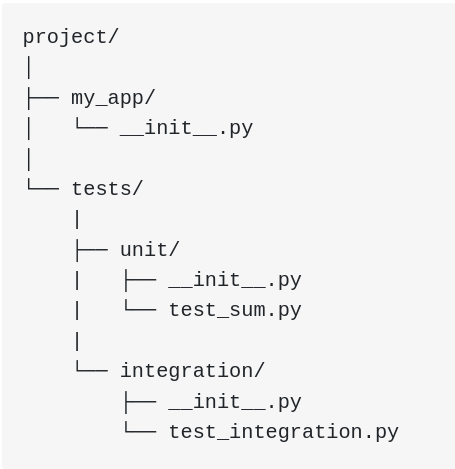 project/
│
├── my_app/
│   └── __init__.py
│
└── tests/
    |
    ├── unit/
    |   ├── __init__.py
    |   └── test_sum.py
    |
    └── integration/
        ├── __init__.py
        └── test_integration.py